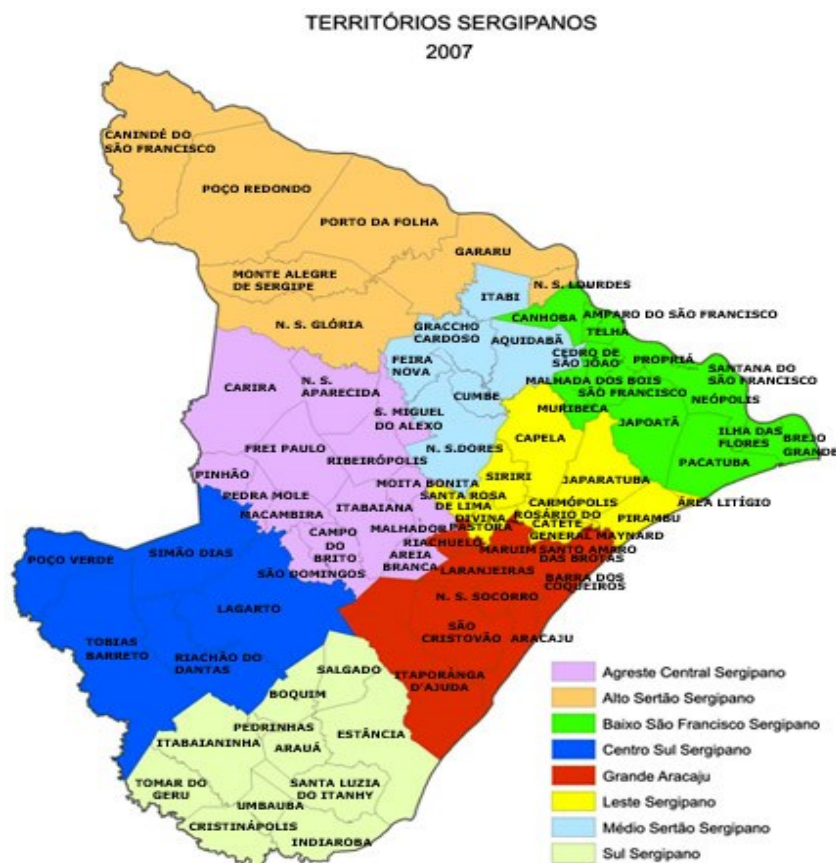 TERRITÓRIOS SERGIPANOS
2007
CANINDÉ DO
SÃO FRANCISCO
POÇO REDONDO
PORTO DA FOLHA
GARARU
MONTE ALEGRE
DE SERGIPE
N. S. LOURDES
ITABI
N. S. GLÓRIA
GRACCHO
CARDOSO
CANHOBA
AMPARO DO SÃO FRANCISCO
TELHA
AQUIDABÃ
FEIRA
NOVA
CEDRO DE
SÃO JOÃO
PROPRIÁ
SANTANA DO
SÃO FRANCISCO
CARIRA
N. S.
APARECIDA
CUMBE
MALHADA DOS BOIS
SÃO FRANCISCO
NEÓPOLIS
MURIBECA
S. MIGUEL
DO ALEXO
JAPOATÃ
ILHA DAS
FLORES
BREJO
GRANDE
CAPELA
FREI PAULO
N. S.DORES
RIBEIRÓPOLIS
PACATUBA
PINHÃO
MOITA BONITA
SIRIRI
JAPARATUBA
PEDRA MOLE
SANTA ROSA
DE LIMA
CARMÓPOLIS
ÁREA LITÍGIO
MACAMBIRA
ITABAIANA
DIVINA
PASTORA
ROSÁRIO DO
CATETE
PIRAMBU
CAMPO
DO
BRITO
MALHADOR
GENERAL MAYNARD
RIACHUELO
AREIA
BRANCA
MARUIM
SANTO AMARO
DAS BROTAS
POÇO VERDE
SIMÃO DIAS
SÃO DOMINGOS
LARANJEIRAS
BARRA DOS
COQUEIROS
LAGARTO
N. S. SOCORRO
SÃO
CRISTOVÃO
ARACAJU
TOBIAS
BARRETO
RIACHÃO DO
DANTAS
SALGADO
ITAPORÀNGA
D'AJUDA
BOQUIM
PEDRINHAS
ITABAIANINHA
ARAUÁ
ESTÂNCIA
TOMAR DO
GERU
SANTA LUZIA
DO ITANHY
UMBAUBA
CRISTINÁPOLIS
INDIAROBA
Agreste Central Sergipano
Alto Sertão Sergipano
Baixo São Francisco Sergipano
Centro Sul Sergipano
Grande Aracaju
Leste Sergipano
Médio Sertão Sergipano
Sul Sergipano